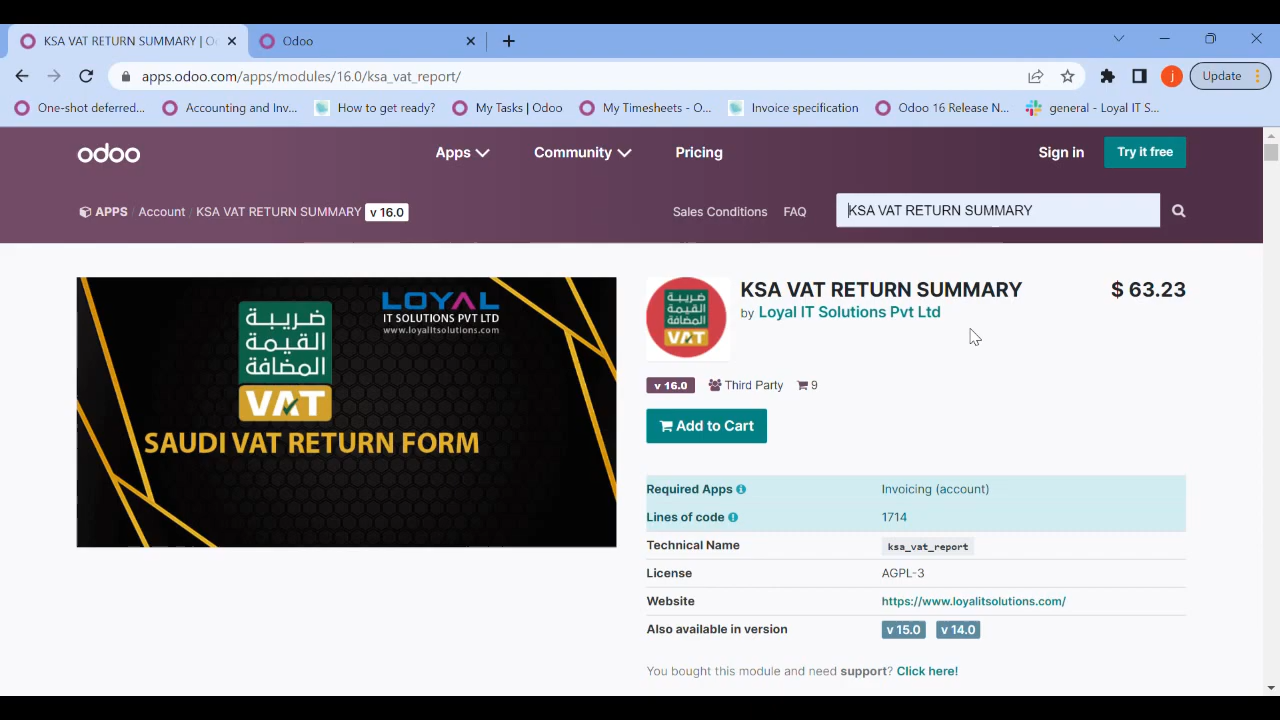 KSA VAT RETURN SUMMARY | O
Odoo
apps.odoo.com/apps/modules/16.0/ksa_vat_report/
j
Update
One-shot deferred...
Accounting and Inv...
How to get ready?
My Tasks | Odoo
My Timesheets - O...
Invoice specification
Odoo 16 Release N...
general - Loyal IT S...
odoo
Apps
Community
Pricing
Sign in
Try it free
APPS / Account / KSA VAT RETURN SUMMARY v 16.0
Sales Conditions
FAQ
KSA VAT RETURN SUMMARY
LOYAL
IT SOLUTIONS PVT LTD
www.loyalitsolutions.com
ضريبة
القيمة
المضافة
VAT
SAUDI VAT RETURN FORM
ضريبة
القيمة
المضافة
VAT
KSA VAT RETURN SUMMARY
$ 63.23
by Loyal IT Solutions Pvt Ltd
v 16.0
Third Party
9
Add to Cart
Required Apps
Invoicing (account)
Lines of code
1714
Technical Name
ksa_vat_report
License
AGPL-3
Website
https://www.loyalitsolutions.com/
Also available in version
v 15.0
v 14.0
You bought this module and need support? Click here!